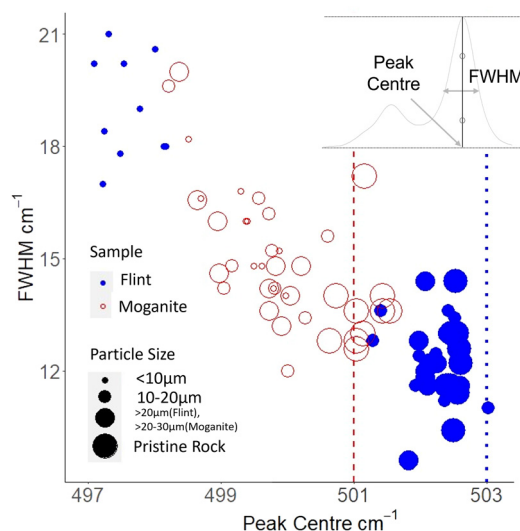 21
18
15
12
FWHM cm⁻¹
Peak
Centre
FWHM
Sample
Flint
Moganite
Particle Size
<10μm
10-20μm
>20μm(Flint),
>20-30μm(Moganite)
Pristine Rock
497 499 501 503
Peak Centre cm⁻¹